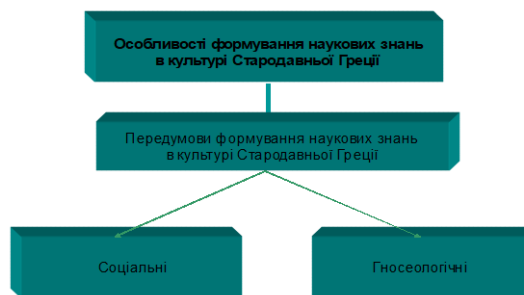 Особливості формування наукових знань
в культурі Стародавньої Греції
Передумови формування наукових знань
в культурі Стародавньої Греції
Соціальні
Гносеологічні